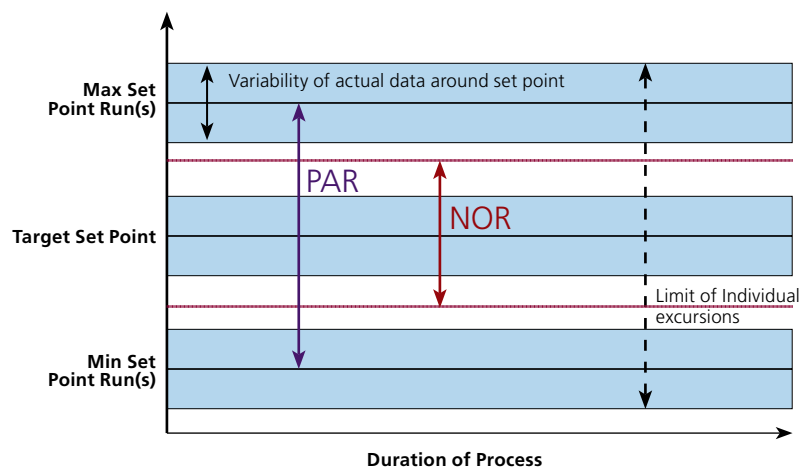 Max Set
Point Run(s)
Variability of actual data around set point
PAR
NOR
Target Set Point
Limit of Individual
excursions
Min Set
Point Run(s)
Duration of Process